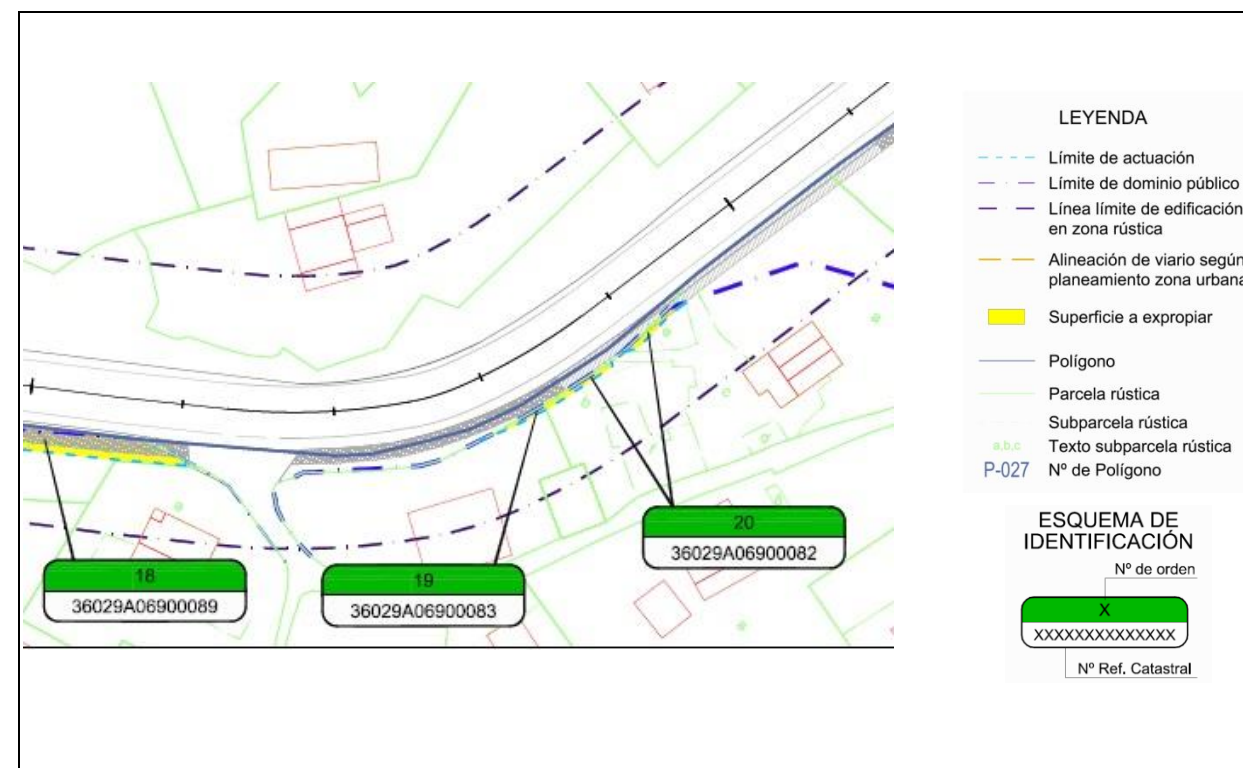 18
36029A06900089
19
36029A06900083
20
36029A06900082
LEYENDA
Límite de actuación
Límite de dominio público
Línea límite de edificación
en zona rústica
Alineación de viario según
planeamiento zona urbana
Superficie a expropiar
Polígono
Parcela rústica
Subparcela rústica
a,b,c Texto subparcela rústica
P-027 Nº de Polígono
ESQUEMA DE
IDENTIFICACIÓN
Nº de orden
X
XXXXXXXXXXXXXX
Nº Ref. Catastral